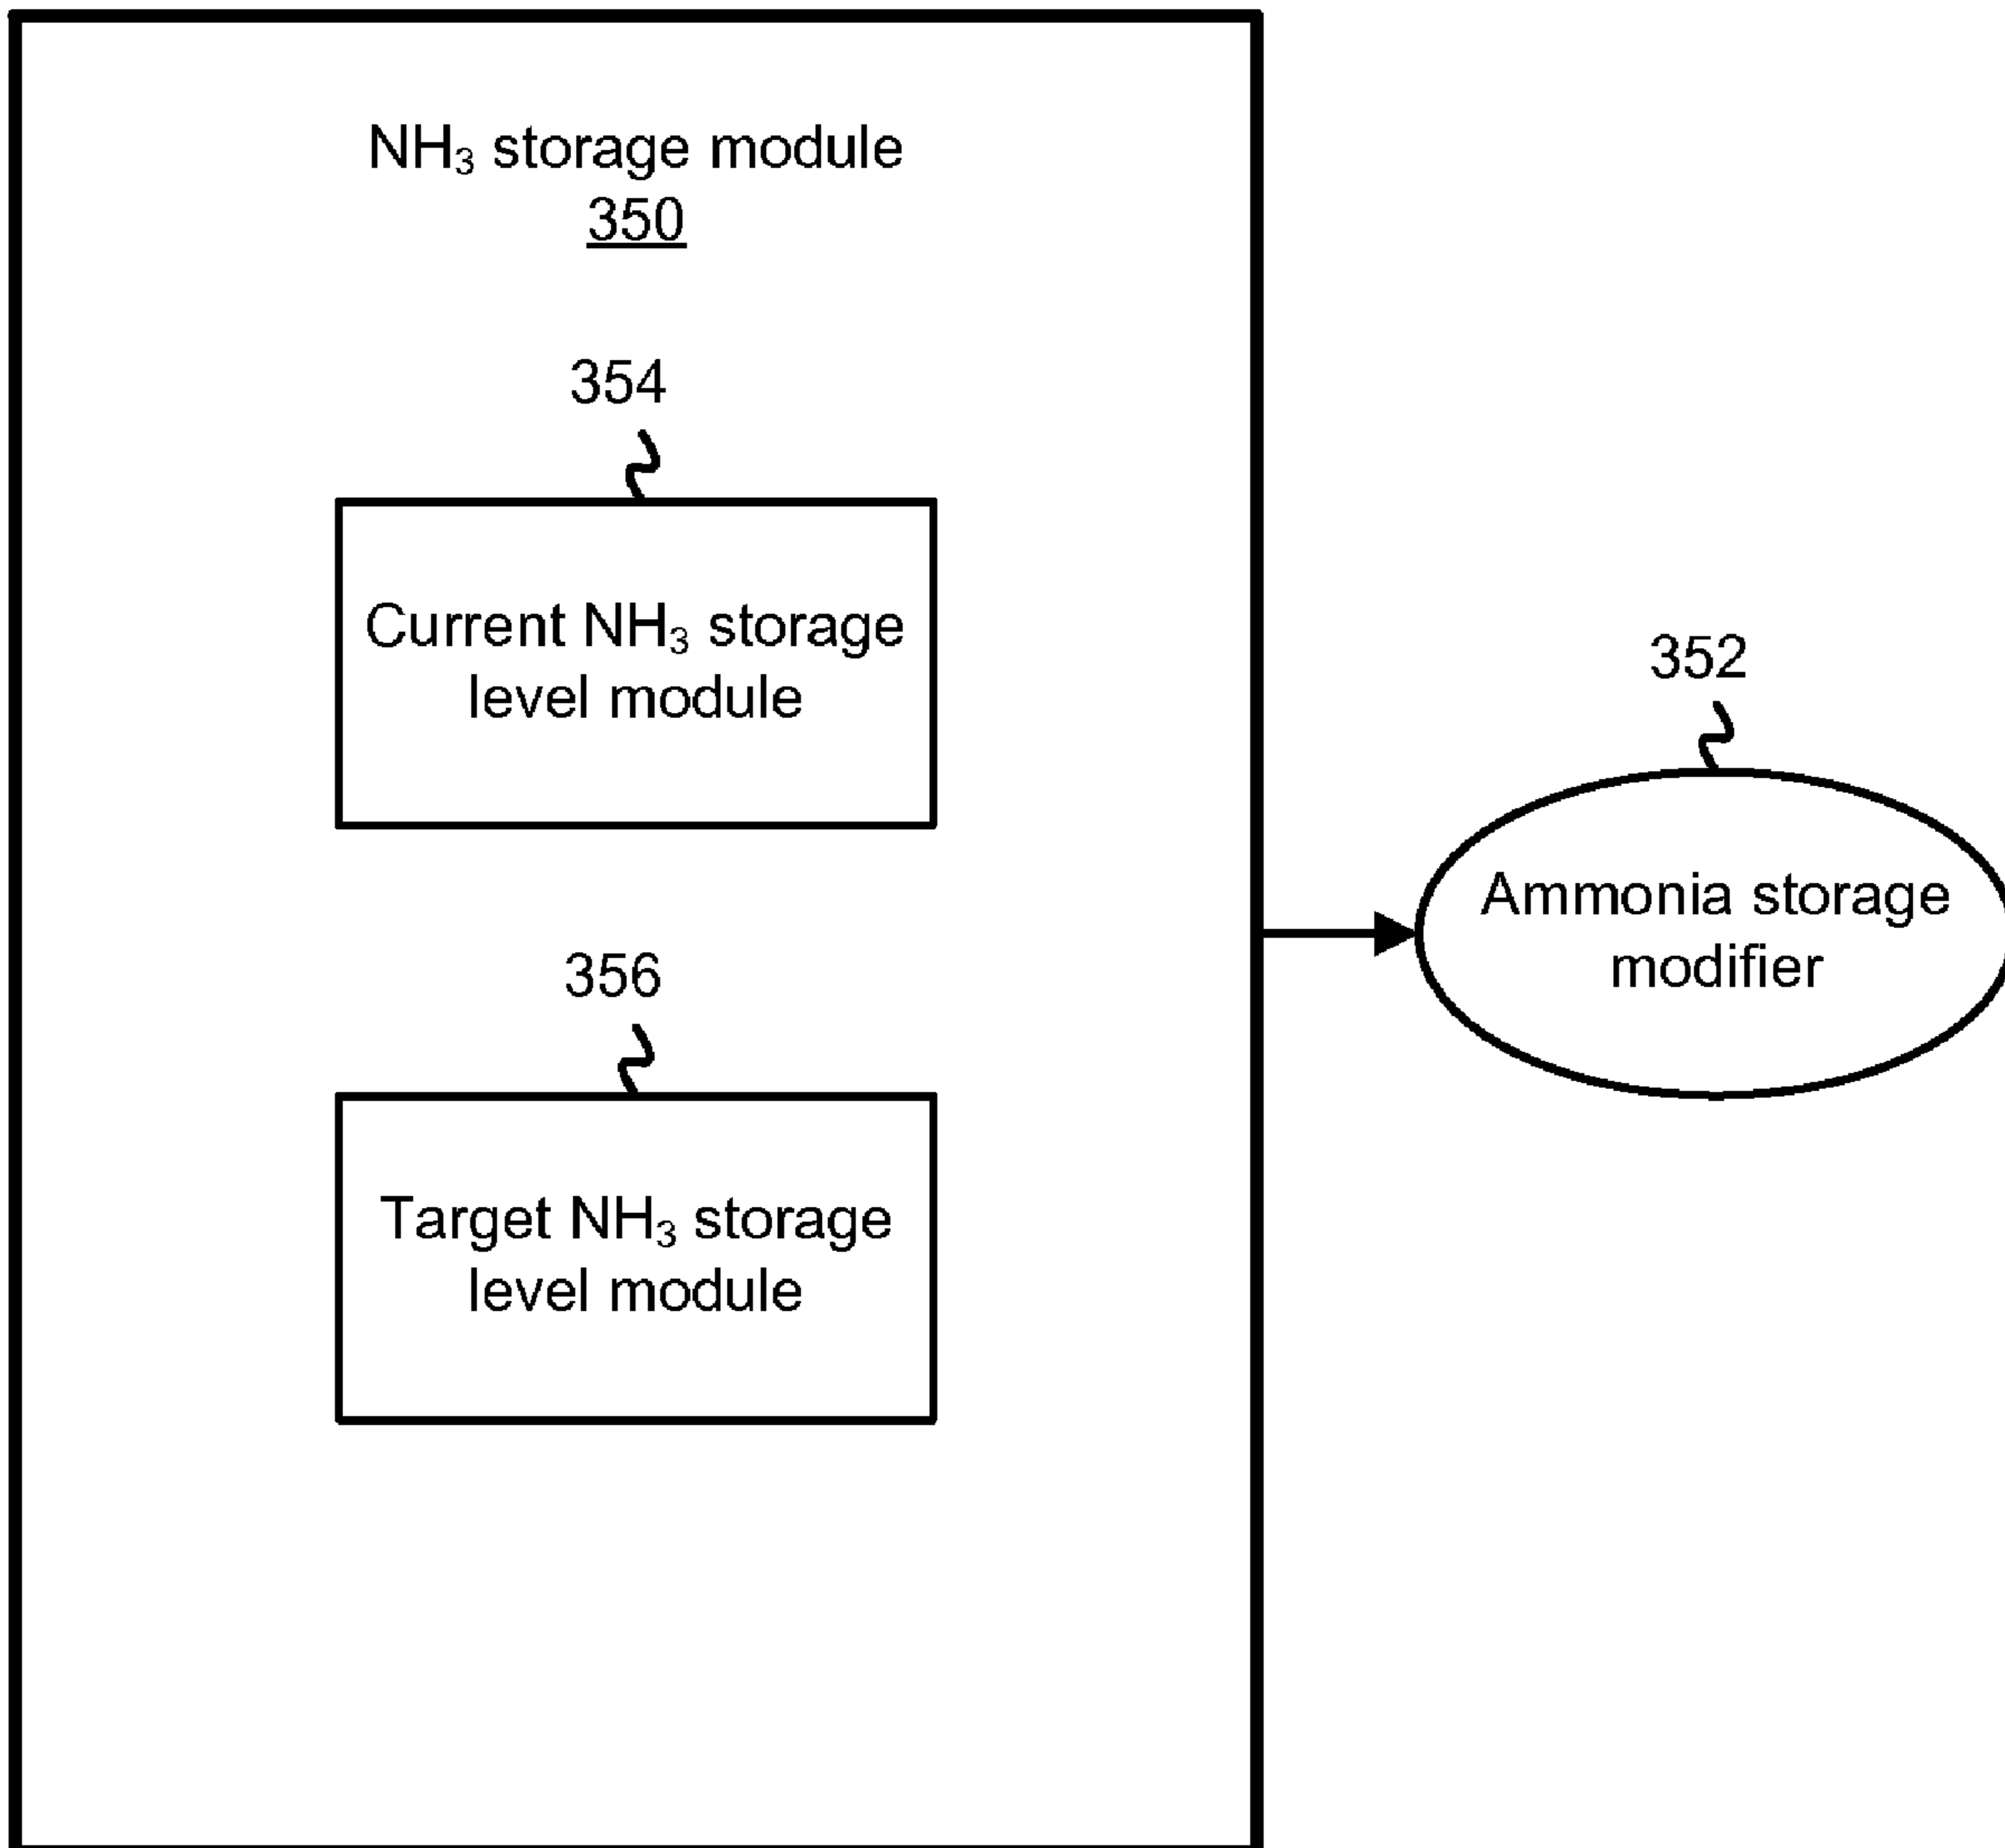 NH₃ storage module
350
354
Current NH₃ storage
level module
352
Ammonia storage
modifier
356
Target NH₃ storage
level module